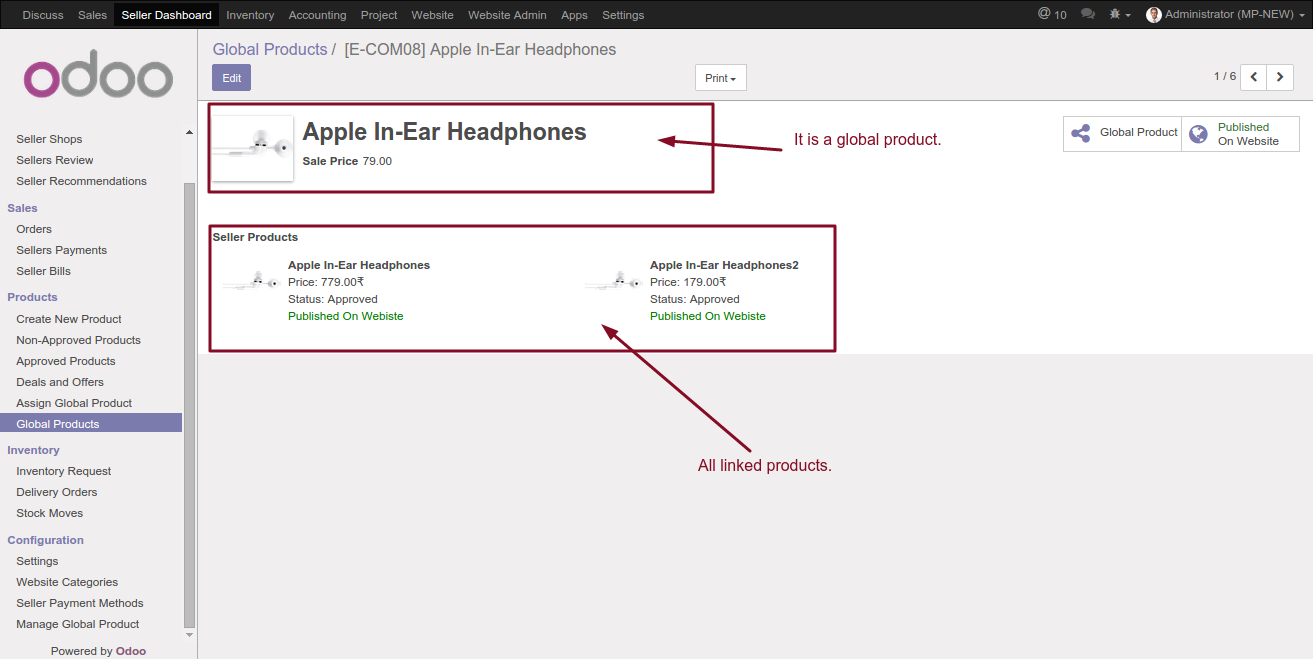 Discuss Sales Seller Dashboard Inventory Accounting Project Website Website Admin Apps Settings @ 10 Administrator (MP-NEW)
odoo
Seller Shops
Sellers Review
Seller Recommendations
Sales
Orders
Sellers Payments
Seller Bills
Products
Create New Product
Non-Approved Products
Approved Products
Deals and Offers
Assign Global Product
Global Products
Inventory
Inventory Request
Delivery Orders
Stock Moves
Configuration
Settings
Website Categories
Seller Payment Methods
Manage Global Product
Powered by Odoo
Global Products / [E-COM08] Apple In-Ear Headphones
Edit Print 1 / 6
Apple In-Ear Headphones
Sale Price 79.00
It is a global product.
Global Product
Published
On Website
Seller Products
Apple In-Ear Headphones
Price: 779.00₹
Status: Approved
Published On Webiste
Apple In-Ear Headphones2
Price: 179.00₹
Status: Approved
Published On Webiste
All linked products.